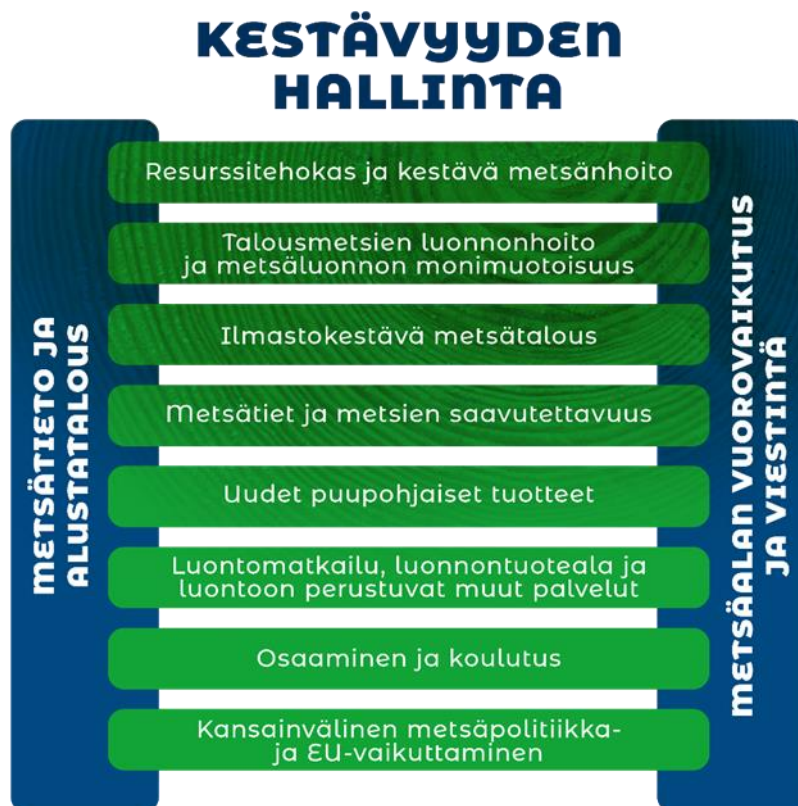 KESTÄVYYDEN
HALLINTA
METSÄTIETO JA
ALUSTATALOUS
Resurssitehokas ja kestävä metsänhoito
Talousmetsien luonnonhoito
ja metsäluonnon monimuotoisuus
Ilmastokestävä metsätalous
Metsätiet ja metsien saavutettavuus
Uudet puupohjaiset tuotteet
Luontomatkailu, luonnontuoteala ja
luontoon perustuvat muut palvelut
Osaaminen ja koulutus
Kansainvälinen metsäpolitiikka-
ja EU-vaikuttaminen
METSÄALAN VUOROVAIKUTUS
JA VIESTINTÄ